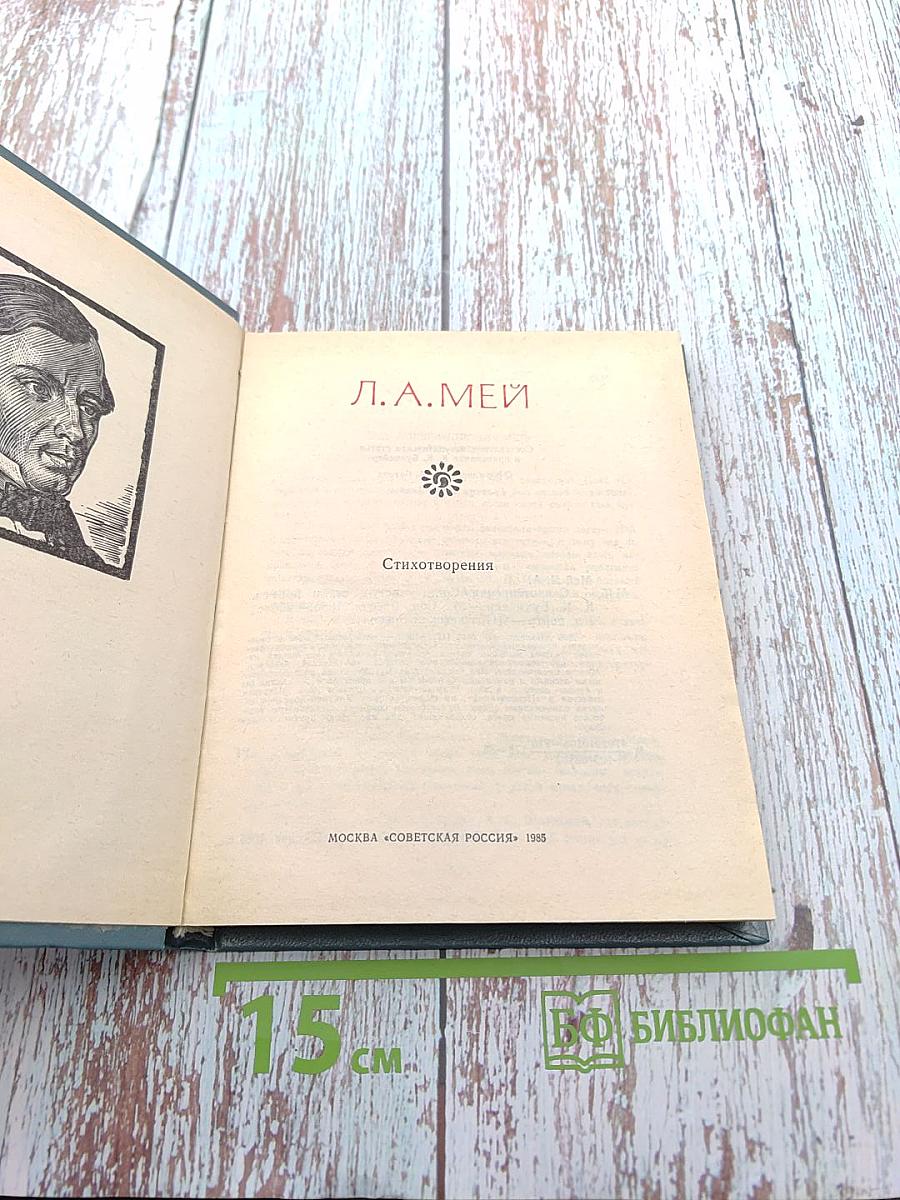 Л. А. МЕЙ
Стихотворения
МОСКВА «СОВЕТСКАЯ РОССИЯ» 1985
15 см
БФ БИБЛИОФАН